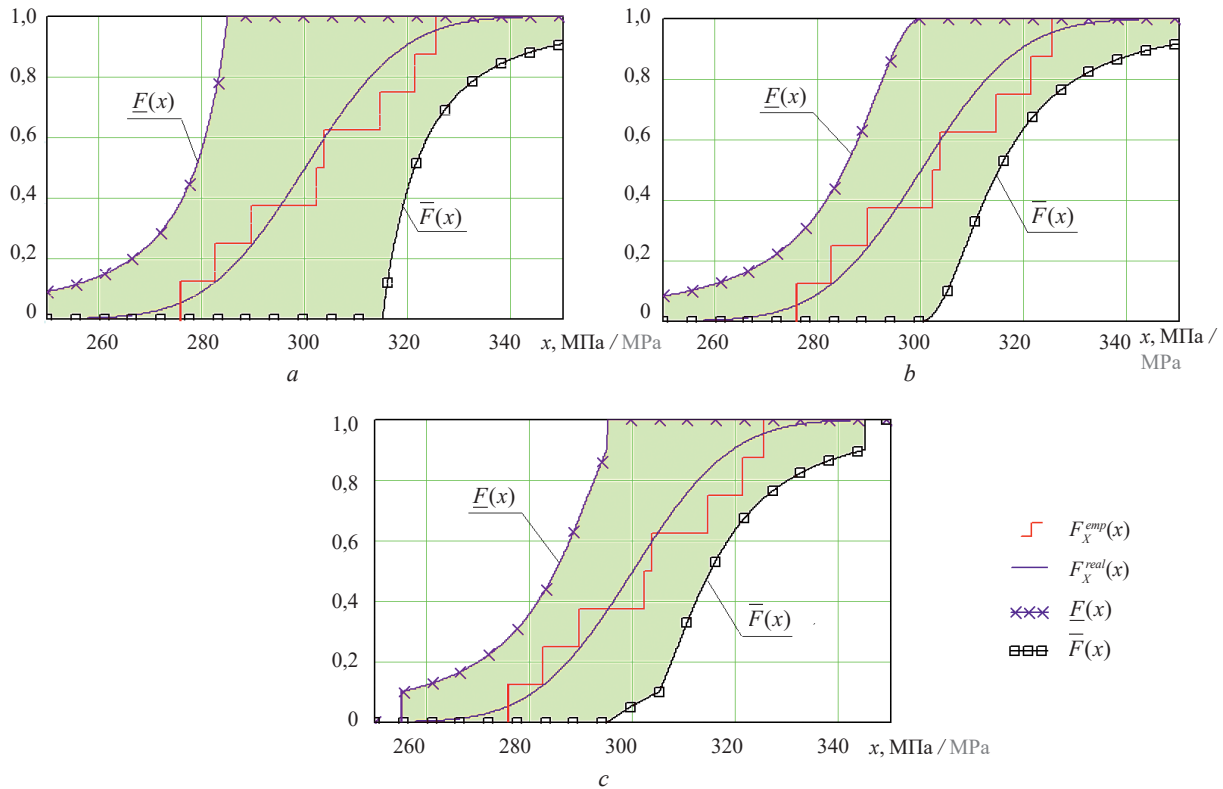 1,0
0,8
0,6
0,4
0,2
0
F(x)
F̅(x)
260 280 300 320 340 x, МПа / MPa
a
1,0
0,8
0,6
0,4
0,2
0
F(x)
F̅(x)
260 280 300 320 340 x, МПа /
MPa
b
1,0
0,8
0,6
0,4
0,2
0
F(x)
F̅(x)
260 280 300 320 340 x, МПа / MPa
c
F_X^emp(x)
F_X^real(x)
F(x)
F̅(x)